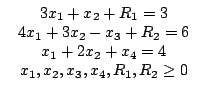 3x₁ + x₂ + R₁ = 3
4x₁ + 3x₂ − x₃ + R₂ = 6
x₁ + 2x₂ + x₄ = 4
x₁, x₂, x₃, x₄, R₁, R₂ ≥ 0